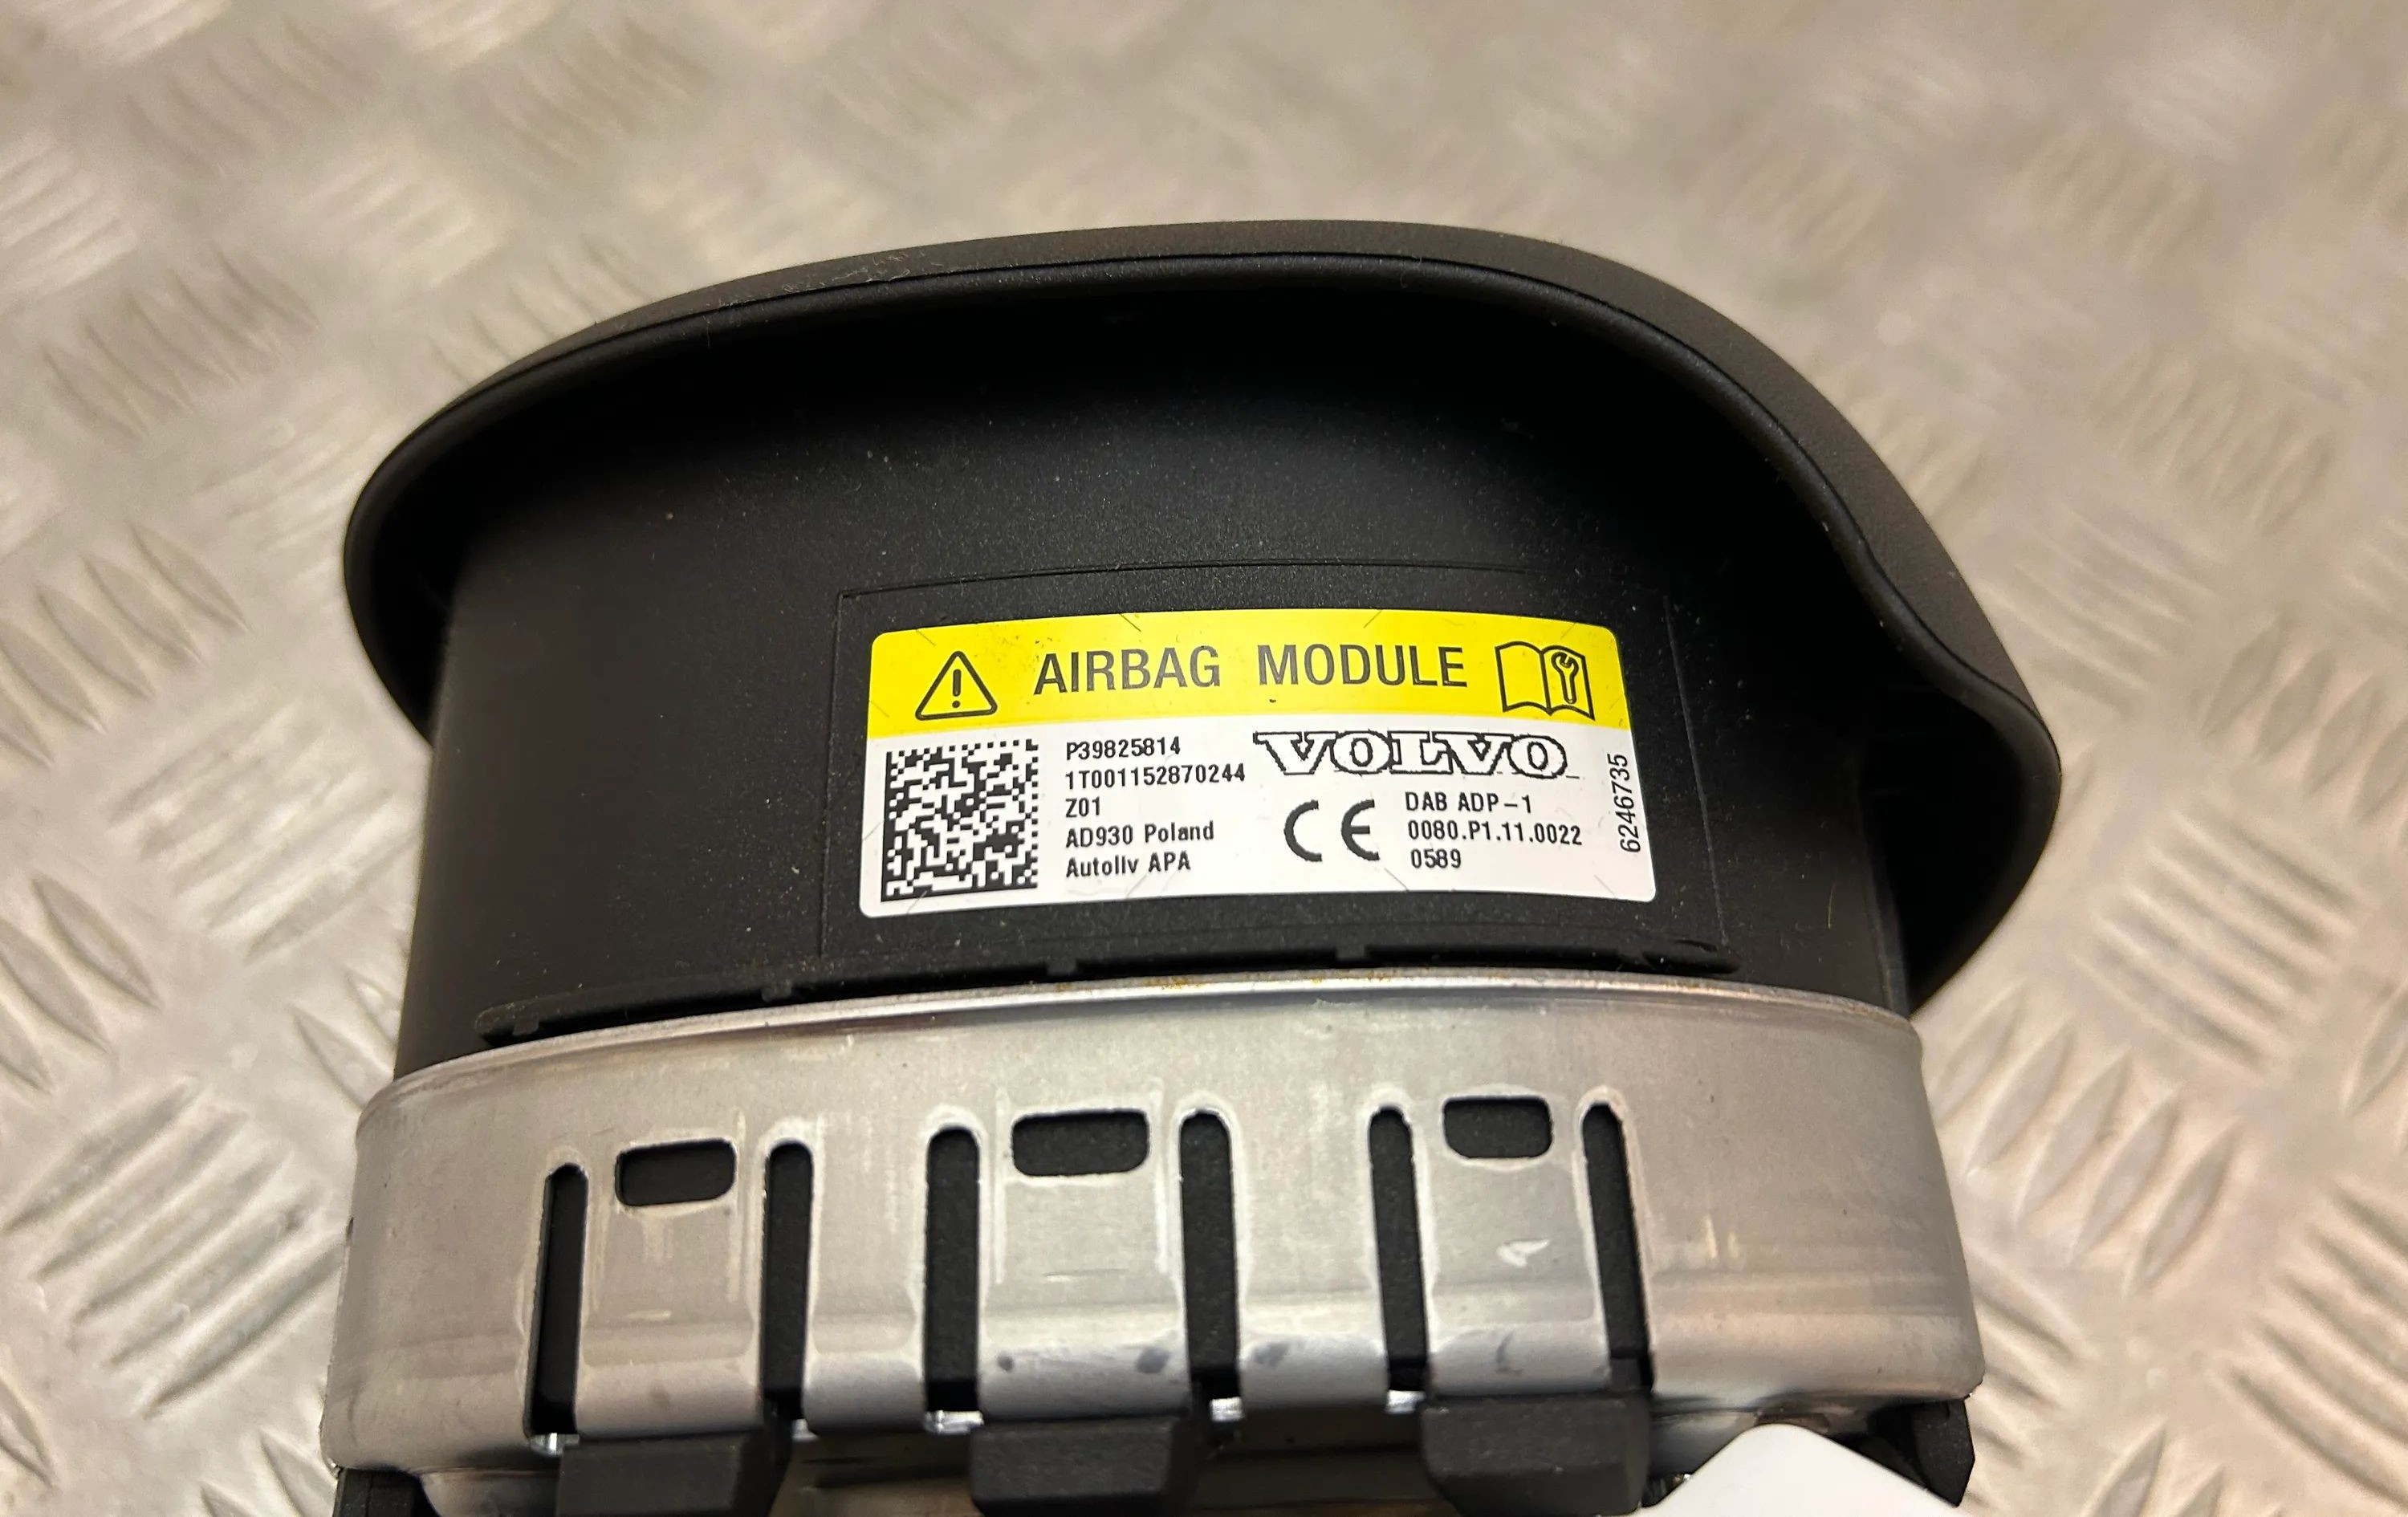 AIRBAG MODULE
P39825814
1T001152870244
Z01
AD930 Poland
Autoliv APA
VOLVO
CE
DAB ADP-1
0080.P1.11.0022
0589
6246735